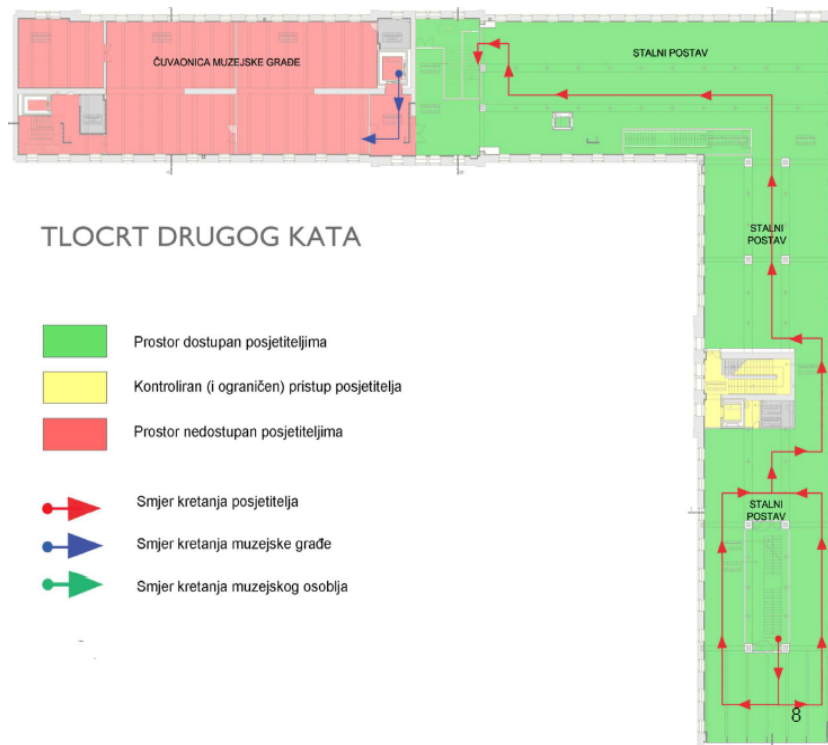 ČUVAONICA MUZEJSKE GRAĐE
STALNI POSTAV
STALNI
POSTAV
TLOCRT DRUGOG KATA
Prostor dostupan posjetiteljima
Kontroliran (i ograničen) pristup posjetitelja
Prostor nedostupan posjetiteljima
Smjer kretanja posjetitelja
Smjer kretanja muzejske građe
Smjer kretanja muzejskog osoblja
STALNI
POSTAV
8